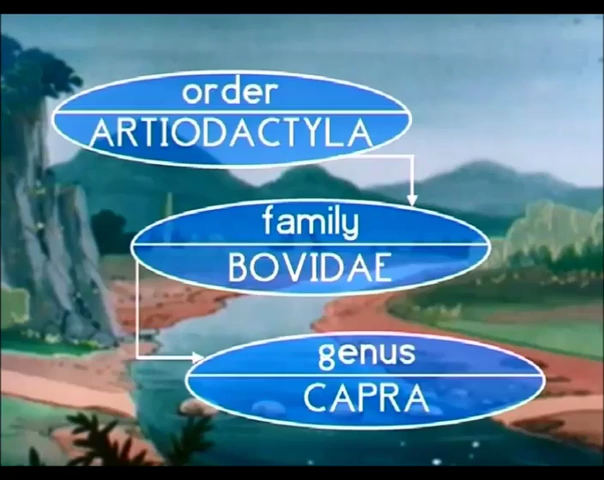 order
ARTIODACTYLA
family
BOVIDAE
genus
CAPRA